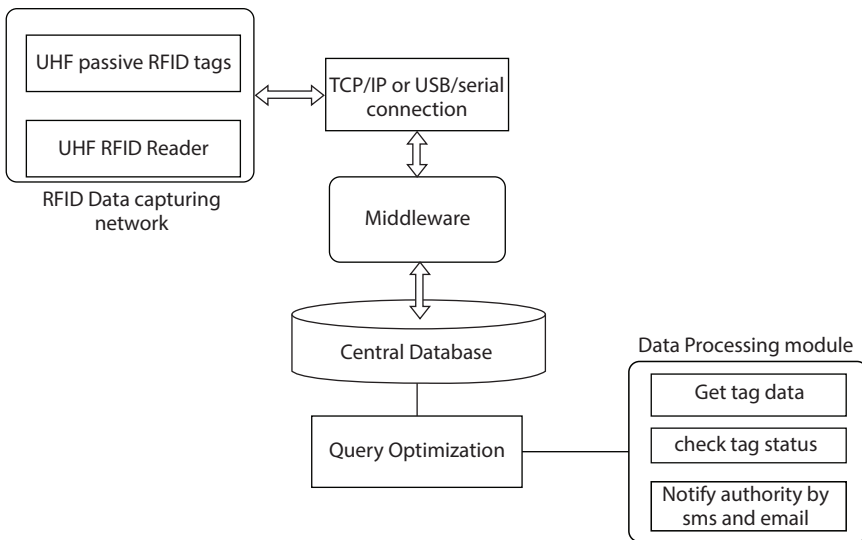 UHF passive RFID tags
UHF RFID Reader
RFID Data capturing
network
TCP/IP or USB/serial
connection
Middleware
Central Database
Query Optimization
Data Processing module
Get tag data
check tag status
Notify authority by
sms and email